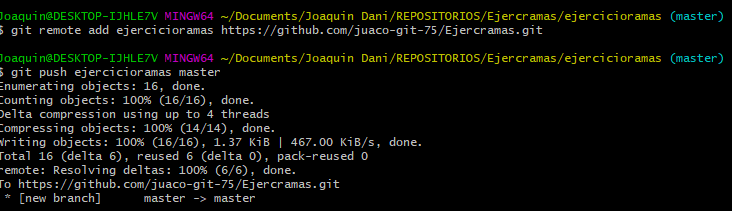 Joaquin@DESKTOP-IJHLE7V MINGW64 ~/Documents/Joaquin Dani/REPOSITORIOS/Ejercramas/ejercicioramas (master)
$ git remote add ejercicioramas https://github.com/juaco-git-75/Ejercramas.git
Joaquin@DESKTOP-IJHLE7V MINGW64 ~/Documents/Joaquin Dani/REPOSITORIOS/Ejercramas/ejercicioramas (master)
$ git push ejercicioramas master
Enumerating objects: 16, done.
Counting objects: 100% (16/16), done.
Delta compression using up to 4 threads
Compressing objects: 100% (14/14), done.
Writing objects: 100% (16/16), 1.37 KiB | 467.00 KiB/s, done.
Total 16 (delta 6), reused 6 (delta 0), pack-reused 0
remote: Resolving deltas: 100% (6/6), done.
To https://github.com/juaco-git-75/Ejercramas.git
 * [new branch]      master -> master